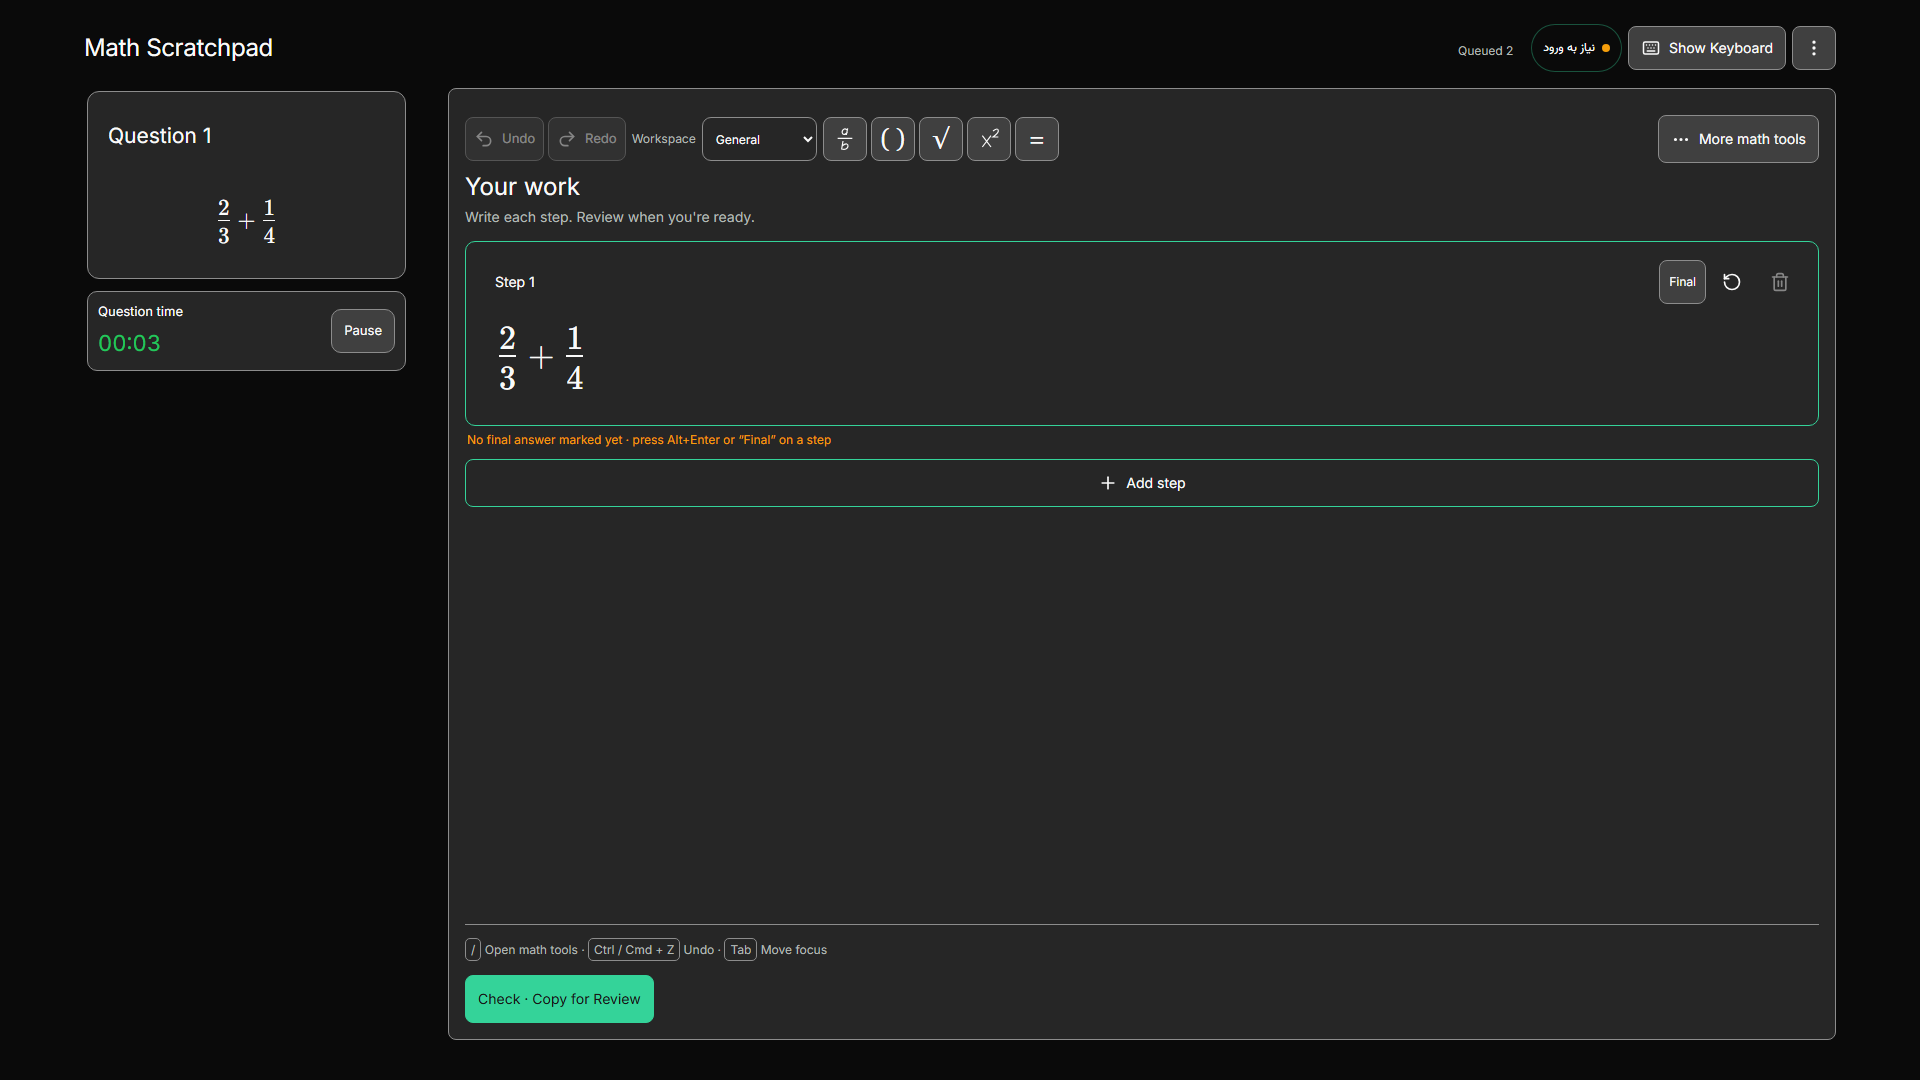 Math Scratchpad
Queued 2
نیاز به ورود
Show Keyboard
Question 1
2/3 + 1/4
Question time
00:03
Pause
Undo
Redo
Workspace
General
a/b
( )
√
x²
=
··· More math tools
Your work
Write each step. Review when you're ready.
Step 1
Final
2/3 + 1/4
No final answer marked yet · press Alt+Enter or “Final” on a step
+ Add step
/ Open math tools · Ctrl / Cmd + Z Undo · Tab Move focus
Check · Copy for Review